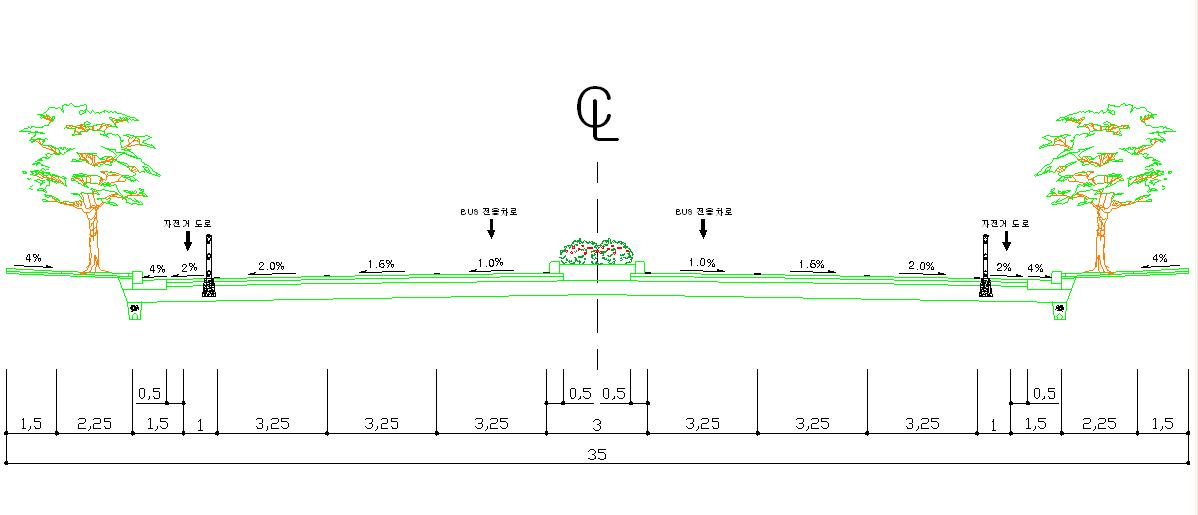 CL
BUS 전용차로 BUS 전용차로
자전거 도로 자전거 도로
4% 4% 2% 2.0% 1.6% 1.0% 1.0% 1.6% 2.0% 2% 4% 4%
0,5 0,5 0,5 0,5
1,5 2,25 1,5 1 3,25 3,25 3,25 3 3,25 3,25 3,25 1 1,5 2,25 1,5
35